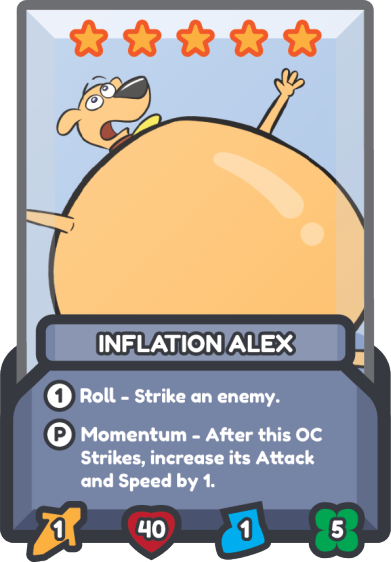 INFLATION ALEX
1 Roll - Strike an enemy.
P Momentum - After this OC
Strikes, increase its Attack
and Speed by 1.
1 40 1 5